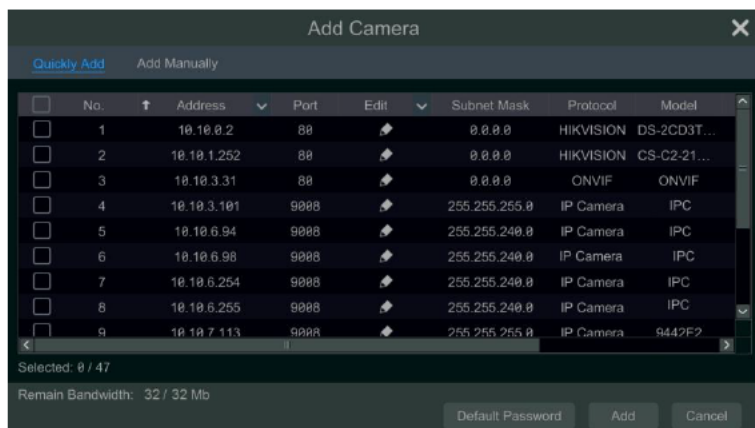 Add Camera
Quickly Add Add Manually
No. Address Port Edit Subnet Mask Protocol Model
1 10.10.0.2 80 0.0.0.0 HIKVISION DS-2CD3T...
2 10.10.1.252 80 0.0.0.0 HIKVISION CS-C2-21...
3 10.10.3.31 80 0.0.0.0 ONVIF ONVIF
4 10.10.3.101 9008 255.255.255.0 IP Camera IPC
5 10.10.6.94 9008 255.255.240.0 IP Camera IPC
6 10.10.6.98 9008 255.255.240.0 IP Camera IPC
7 10.10.6.254 9008 255.255.240.0 IP Camera IPC
8 10.10.6.255 9008 255.255.240.0 IP Camera IPC
9 10.10.7.113 9008 255.255.255.0 IP Camera 9442E2
Selected: 0 / 47
Remain Bandwidth: 32 / 32 Mb
Default Password Add Cancel